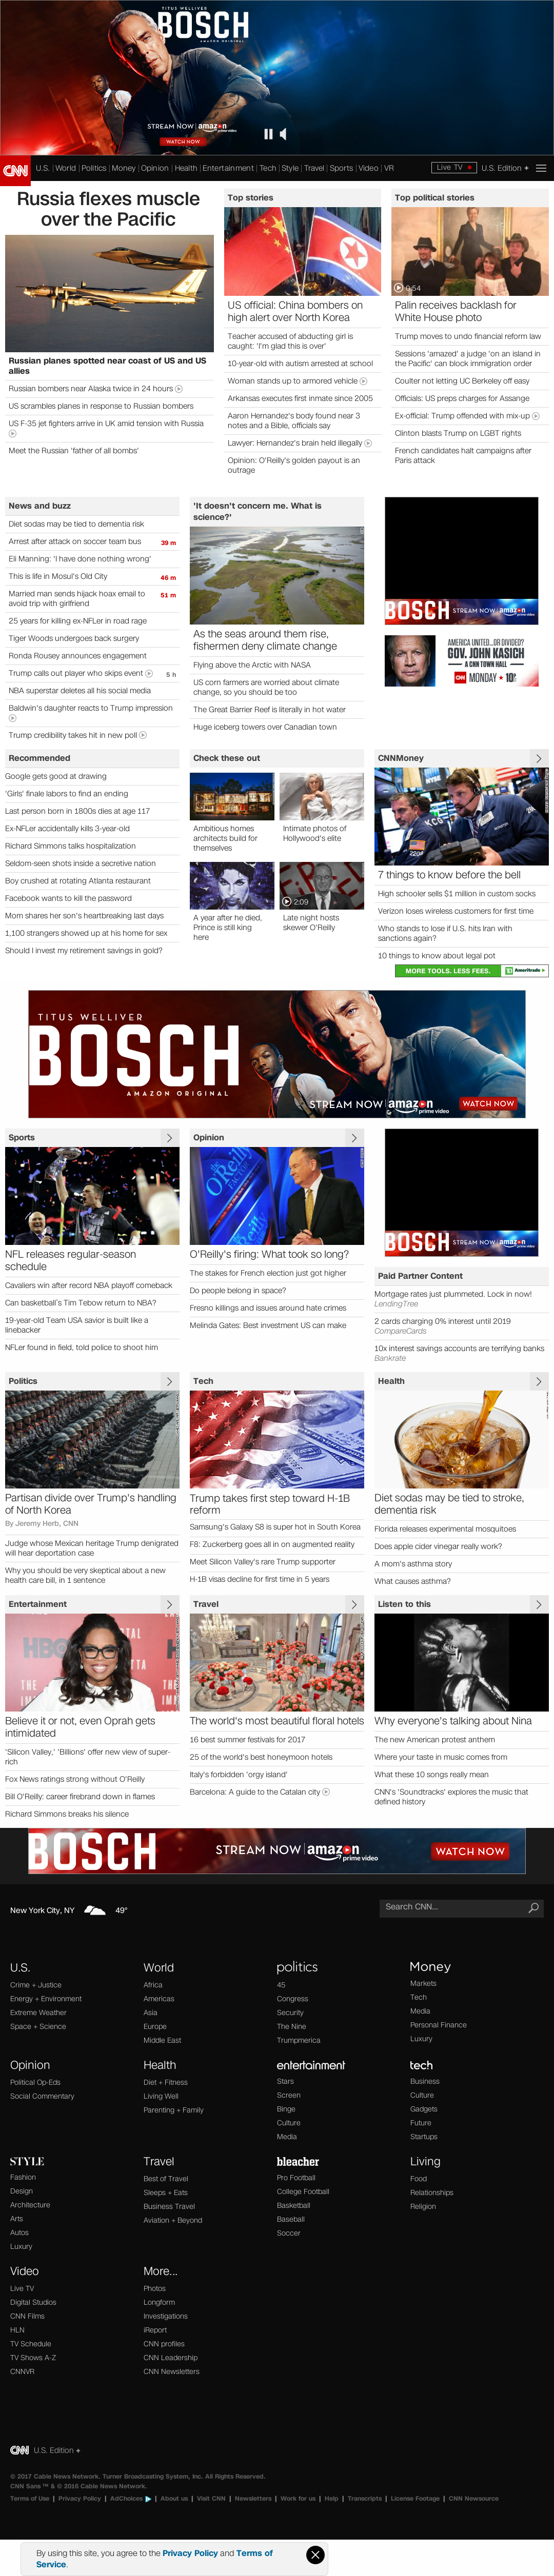 TITUS WELLIVER
BOSCH
STREAM NOW | amazon
prime video
WATCH NOW
CNN
U.S. | World | Politics | Money | Opinion | Health | Entertainment | Tech | Style | Travel | Sports | Video | VR
Live TV
U.S. Edition +
Russia flexes muscle
over the Pacific
Russian planes spotted near coast of US and US
allies
Russian bombers near Alaska twice in 24 hours
US scrambles planes in response to Russian bombers
US F-35 jet fighters arrive in UK amid tension with Russia
Meet the Russian 'father of all bombs'
Top stories
US official: China bombers on
high alert over North Korea
Teacher accused of abducting girl is
caught: 'I'm glad this is over'
10-year-old with autism arrested at school
Woman stands up to armored vehicle
Arkansas executes first inmate since 2005
Aaron Hernandez's body found near 3
notes and a Bible, officials say
Lawyer: Hernandez's brain held illegally
Opinion: O'Reilly's golden payout is an
outrage
Top political stories
0:54
Palin receives backlash for
White House photo
Trump moves to undo financial reform law
Sessions 'amazed' a judge 'on an island in
the Pacific' can block immigration order
Coulter not letting UC Berkeley off easy
Officials: US preps charges for Assange
Ex-official: Trump offended with mix-up
Clinton blasts Trump on LGBT rights
French candidates halt campaigns after
Paris attack
News and buzz
Diet sodas may be tied to dementia risk
Arrest after attack on soccer team bus 39 m
Eli Manning: 'I have done nothing wrong'
This is life in Mosul's Old City 46 m
Married man sends hijack hoax email to 51 m
avoid trip with girlfriend
25 years for killing ex-NFLer in road rage
Tiger Woods undergoes back surgery
Ronda Rousey announces engagement
Trump calls out player who skips event 5 h
NBA superstar deletes all his social media
Baldwin's daughter reacts to Trump impression
Trump credibility takes hit in new poll
'It doesn't concern me. What is
science?'
As the seas around them rise,
fishermen deny climate change
Flying above the Arctic with NASA
US corn farmers are worried about climate
change, so you should be too
The Great Barrier Reef is literally in hot water
Huge iceberg towers over Canadian town
BOSCH STREAM NOW | amazon
prime video
AMERICA UNITED...OR DIVIDED?
GOV. JOHN KASICH
A CNN TOWN HALL
CNN MONDAY 10
Recommended
Google gets good at drawing
'Girls' finale labors to find an ending
Last person born in 1800s dies at age 117
Ex-NFLer accidentally kills 3-year-old
Richard Simmons talks hospitalization
Seldom-seen shots inside a secretive nation
Boy crushed at rotating Atlanta restaurant
Facebook wants to kill the password
Mom shares her son's heartbreaking last days
1,100 strangers showed up at his home for sex
Should I invest my retirement savings in gold?
Check these out
Ambitious homes
architects build for
themselves
Intimate photos of
Hollywood's elite
A year after he died,
Prince is still king
here
2:09
Late night hosts
skewer O'Reilly
CNNMoney
KCG
7 things to know before the bell
High schooler sells $1 million in custom socks
Verizon loses wireless customers for first time
Who stands to lose if U.S. hits Iran with
sanctions again?
10 things to know about legal pot
MORE TOOLS. LESS FEES.
Ameritrade
TITUS WELLIVER
BOSCH
AMAZON ORIGINAL
STREAM NOW | amazon
prime video
WATCH NOW
Sports
NFL releases regular-season
schedule
Cavaliers win after record NBA playoff comeback
Can basketball's Tim Tebow return to NBA?
19-year-old Team USA savior is built like a
linebacker
NFLer found in field, told police to shoot him
Opinion
O'Reilly's firing: What took so long?
The stakes for French election just got higher
Do people belong in space?
Fresno killings and issues around hate crimes
Melinda Gates: Best investment US can make
BOSCH STREAM NOW | amazon
prime video
Paid Partner Content
Mortgage rates just plummeted. Lock in now!
LendingTree
2 cards charging 0% interest until 2019
CompareCards
10x interest savings accounts are terrifying banks
Bankrate
Politics
Partisan divide over Trump's handling
of North Korea
By Jeremy Herb, CNN
Judge whose Mexican heritage Trump denigrated
will hear deportation case
Why you should be very skeptical about a new
health care bill, in 1 sentence
Tech
Trump takes first step toward H-1B
reform
Samsung's Galaxy S8 is super hot in South Korea
F8: Zuckerberg goes all in on augmented reality
Meet Silicon Valley's rare Trump supporter
H-1B visas decline for first time in 5 years
Health
Diet sodas may be tied to stroke,
dementia risk
Florida releases experimental mosquitoes
Does apple cider vinegar really work?
A mom's asthma story
What causes asthma?
Entertainment
Believe it or not, even Oprah gets
intimidated
'Silicon Valley,' 'Billions' offer new view of super-
rich
Fox News ratings strong without O'Reilly
Bill O'Reilly: career firebrand down in flames
Richard Simmons breaks his silence
Travel
The world's most beautiful floral hotels
16 best summer festivals for 2017
25 of the world's best honeymoon hotels
Italy's forbidden 'orgy island'
Barcelona: A guide to the Catalan city
Listen to this
Why everyone's talking about Nina
The new American protest anthem
Where your taste in music comes from
What these 10 songs really mean
CNN's 'Soundtracks' explores the music that
defined history
BOSCH STREAM NOW | amazon
prime video
WATCH NOW
New York City, NY 49°
Search CNN...
U.S.
Crime + Justice
Energy + Environment
Extreme Weather
Space + Science
World
Africa
Americas
Asia
Europe
Middle East
politics
45
Congress
Security
The Nine
Trumpmerica
Money
Markets
Tech
Media
Personal Finance
Luxury
Opinion
Political Op-Eds
Social Commentary
Health
Diet + Fitness
Living Well
Parenting + Family
entertainment
Stars
Screen
Binge
Culture
Media
tech
Business
Culture
Gadgets
Future
Startups
STYLE
Fashion
Design
Architecture
Arts
Autos
Luxury
Travel
Best of Travel
Sleeps + Eats
Business Travel
Aviation + Beyond
bleacher
Pro Football
College Football
Basketball
Baseball
Soccer
Living
Food
Relationships
Religion
Video
Live TV
Digital Studios
CNN Films
HLN
TV Schedule
TV Shows A-Z
CNNVR
More...
Photos
Longform
Investigations
iReport
CNN profiles
CNN Leadership
CNN Newsletters
CNN U.S. Edition +
© 2017 Cable News Network. Turner Broadcasting System, Inc. All Rights Reserved.
CNN Sans ™ & © 2016 Cable News Network.
Terms of Use | Privacy Policy | AdChoices | About us | Visit CNN | Newsletters | Work for us | Help | Transcripts | License Footage | CNN Newsource
By using this site, you agree to the Privacy Policy and Terms of
Service.